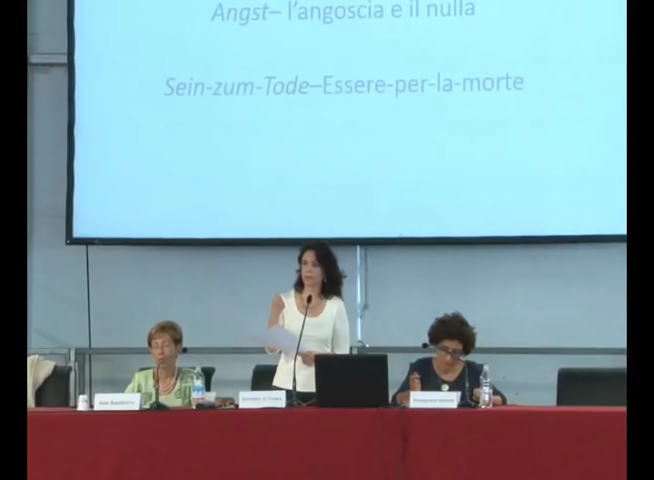 Angst– l'angoscia e il nulla
Sein-zum-Tode–Essere-per-la-morte